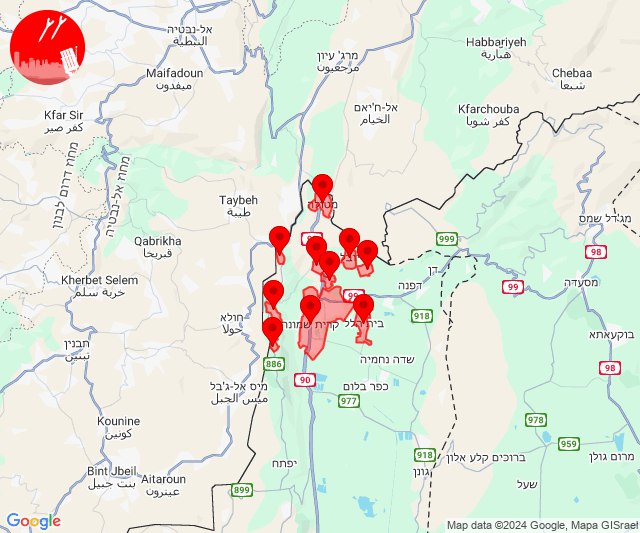 אל-נבטיה
النبطية
Maifadoun
ميفدون
Kfar Sir
كفر صير
מחוז דרום לבנון
מחוז אל-נבטיה
מרג' עיון
مرجعيون
Habbariyeh
هبارية
Chebaa
شبعا
אל-ח'יאם
الخيام
Kfarchouba
كفر شوبا
Taybeh
طيبة
מטולה
מג'דל שמס
Qabrikha
قبريخا
999
98
דן
מסעדה
Kherbet Selem
خربة سلم
99
דפנה
99
חולא
حولا
918
קרית שמונה
בית הלל
בוקעאתא
תבנין
تبنين
886
שדה נחמיה
98
90
מיס אל-ג'בל
ميس الجبل
כפר בלום
977
Kounine
كونين
978
959
918
ברוכים קלע אלון
מרום גולן
Bint Jbeil
بنت جبيل
Aitaroun
عيترون
יפתח
גונן
899
שעל
Google
Map data ©2024 Google, Mapa GISrael